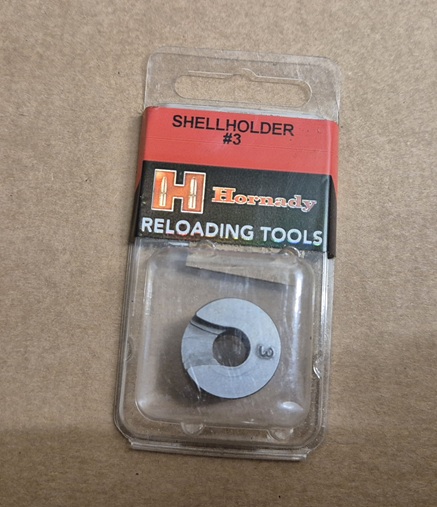 SHELLHOLDER
#3
H Hornady
RELOADING TOOLS
3